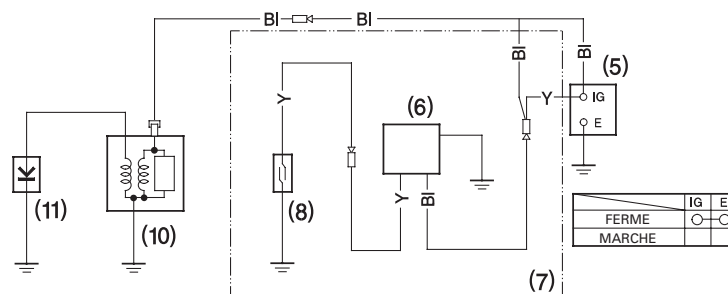 Bl
Bl
Bl
Bl
(5)
Y
IG
E
Y
(6)
(11)
(10)
(8)
Y
Bl
(7)
IG E
FERME
MARCHE